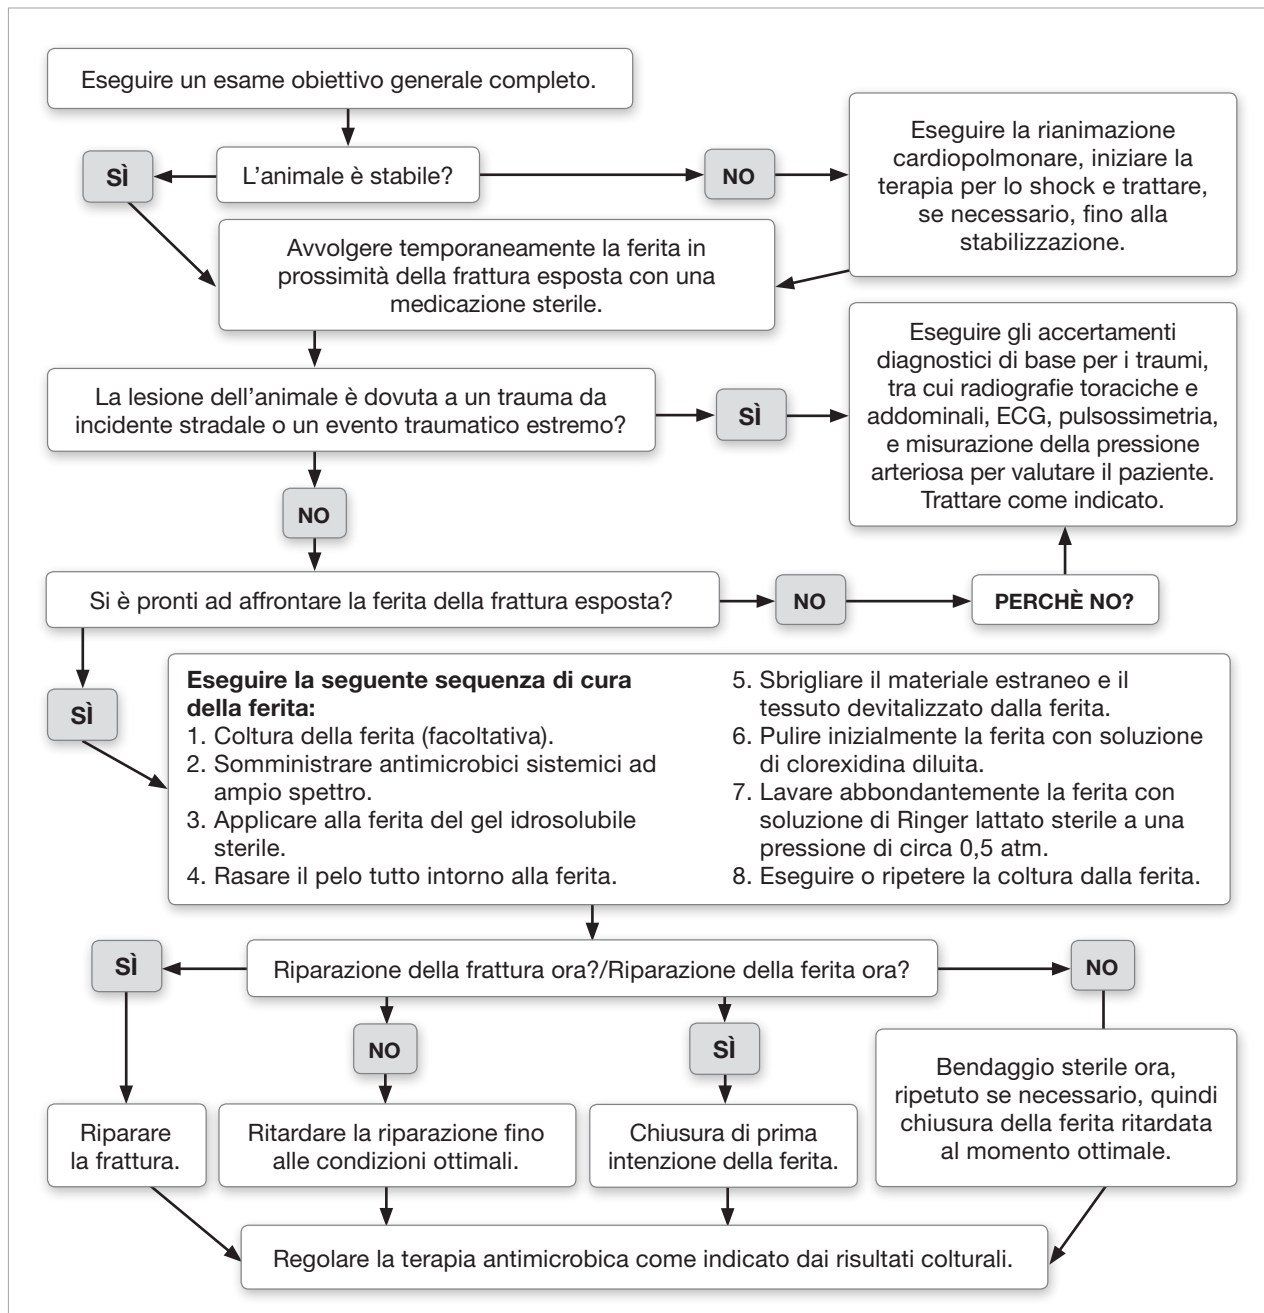 Eseguire un esame obiettivo generale completo.
L’animale è stabile?
SÌ
NO
Eseguire la rianimazione
cardiopolmonare, iniziare la
terapia per lo shock e trattare,
se necessario, fino alla
stabilizzazione.
Avvolgere temporaneamente la ferita in
prossimità della frattura esposta con una
medicazione sterile.
La lesione dell’animale è dovuta a un trauma da
incidente stradale o un evento traumatico estremo?
SÌ
Eseguire gli accertamenti
diagnostici di base per i traumi,
tra cui radiografie toraciche e
addominali, ECG, pulsossimetria,
e misurazione della pressione
arteriosa per valutare il paziente.
Trattare come indicato.
NO
Si è pronti ad affrontare la ferita della frattura esposta?
NO
PERCHÈ NO?
SÌ
Eseguire la seguente sequenza di cura
della ferita:
1. Coltura della ferita (facoltativa).
2. Somministrare antimicrobici sistemici ad
ampio spettro.
3. Applicare alla ferita del gel idrosolubile
sterile.
4. Rasare il pelo tutto intorno alla ferita.
5. Sbrigliare il materiale estraneo e il
tessuto devitalizzato dalla ferita.
6. Pulire inizialmente la ferita con soluzione
di clorexidina diluita.
7. Lavare abbondantemente la ferita con
soluzione di Ringer lattato sterile a una
pressione di circa 0,5 atm.
8. Eseguire o ripetere la coltura dalla ferita.
Riparazione della frattura ora?/Riparazione della ferita ora?
SÌ
NO
SÌ
NO
Riparare
la frattura.
Ritardare la riparazione fino
alle condizioni ottimali.
Chiusura di prima
intenzione della ferita.
Bendaggio sterile ora,
ripetuto se necessario, quindi
chiusura della ferita ritardata
al momento ottimale.
Regolare la terapia antimicrobica come indicato dai risultati colturali.